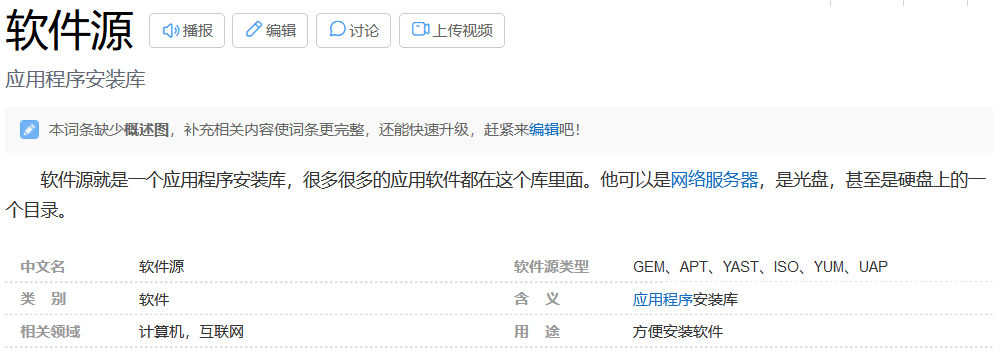 软件源 播报 编辑 讨论 上传视频
应用程序安装库
本词条缺少概述图，补充相关内容使词条更完整，还能快速升级，赶紧来编辑吧！
软件源就是一个应用程序安装库，很多很多的应用软件都在这个库里面。他可以是网络服务器，是光盘，甚至是硬盘上的一
个目录。
中文名 软件源 软件源类型 GEM、APT、YAST、ISO、YUM、UAP
类 别 软件 含 义 应用程序安装库
相关领域 计算机，互联网 用 途 方便安装软件